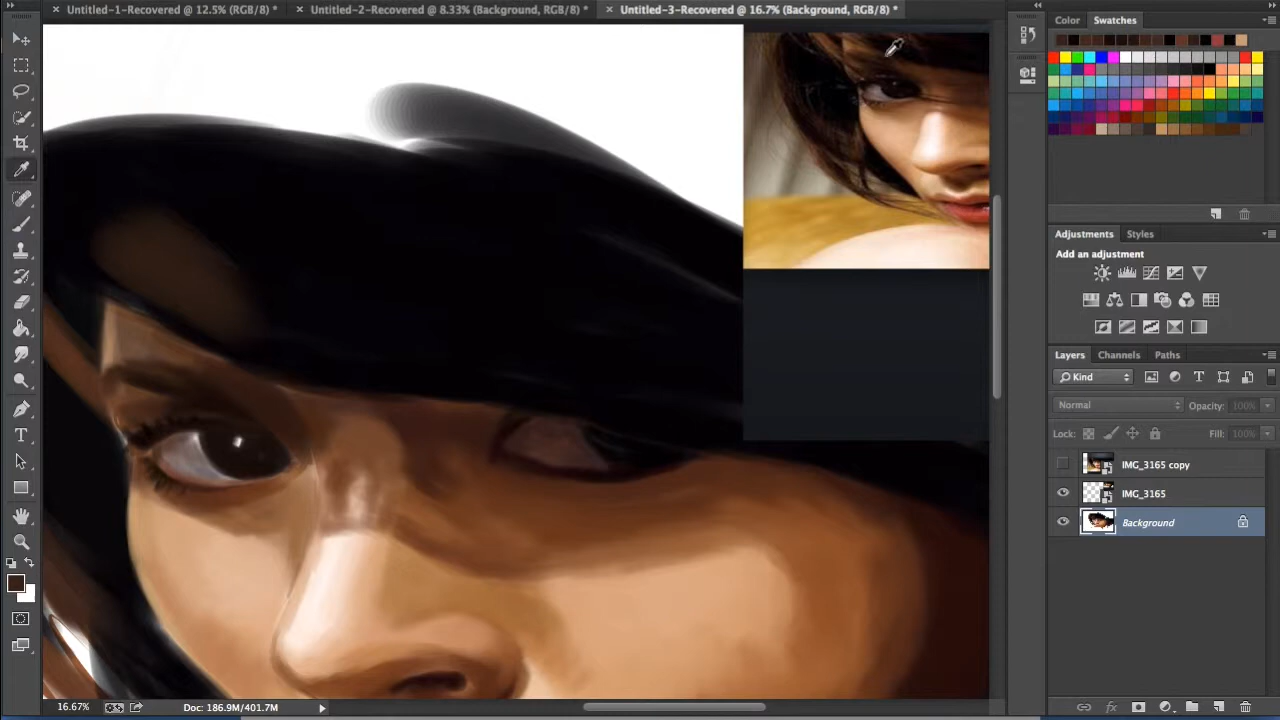 Untitled-1-Recovered @ 12.5% (RGB/8) *
Untitled-2-Recovered @ 8.33% (Background, RGB/8) *
Untitled-3-Recovered @ 16.7% (Background, RGB/8) *
Color
Swatches
Adjustments
Styles
Add an adjustment
Layers
Channels
Paths
Kind
Normal
Opacity: 100%
Lock:
Fill: 100%
IMG_3165 copy
IMG_3165
Background
16.67%
Doc: 186.9M/401.7M